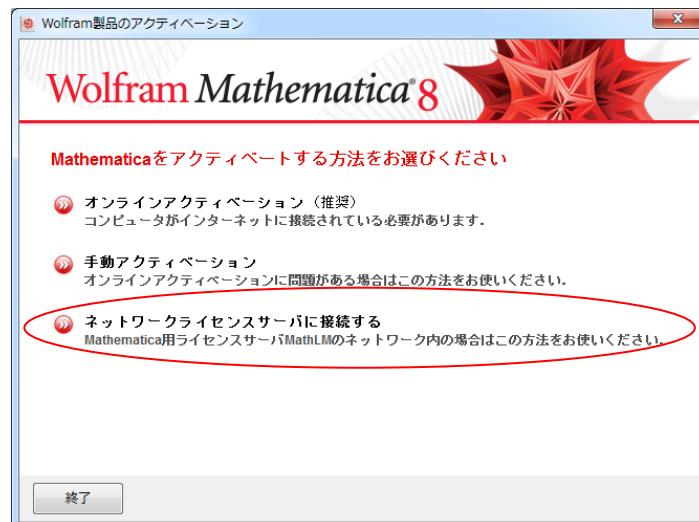 Wolfram製品のアクティベーション
Wolfram Mathematica® 8
Mathematicaをアクティベートする方法をお選びください
オンラインアクティベーション（推奨）
コンピュータがインターネットに接続されている必要があります.
手動アクティベーション
オンラインアクティベーションに問題がある場合はこの方法をお使いください.
ネットワークライセンスサーバに接続する
Mathematica用ライセンスサーバMathLMのネットワーク内の場合はこの方法をお使いください.
終了